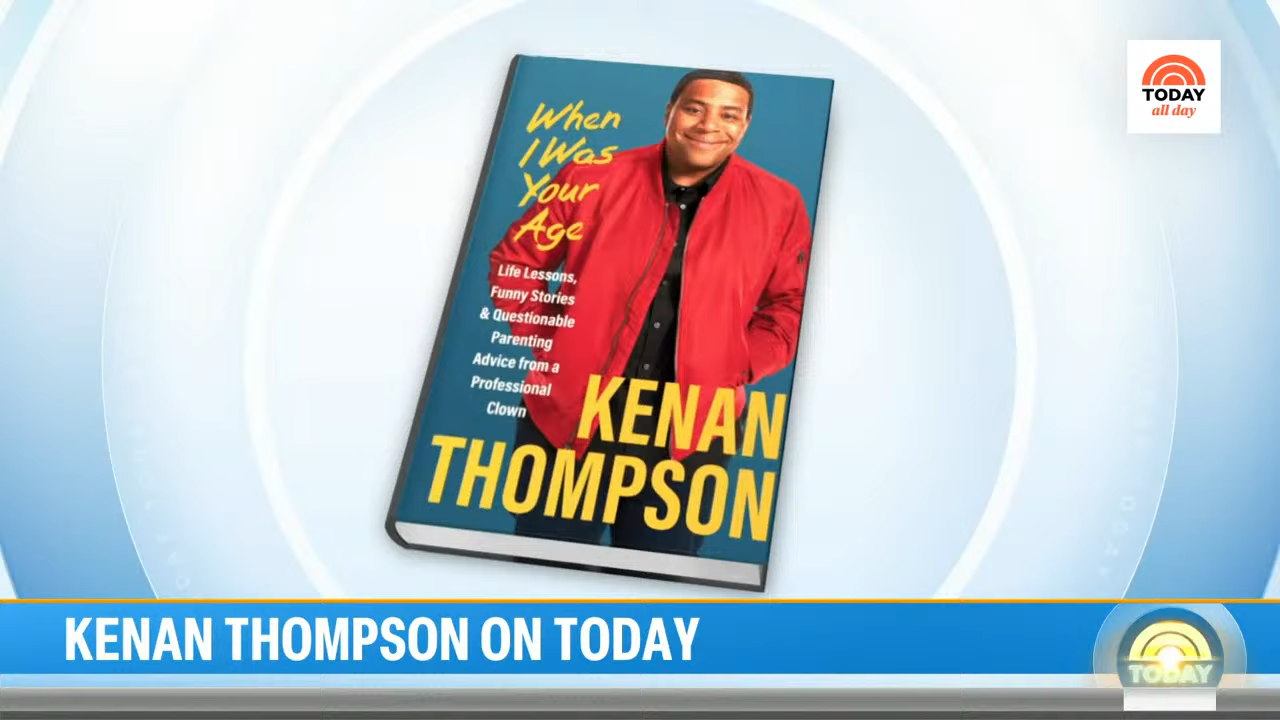 TODAY
all day
When
I Was
Your
Age
Life Lessons,
Funny Stories
& Questionable
Parenting
Advice from a
Professional
Clown
KENAN
THOMPSON
KENAN THOMPSON ON TODAY
TODAY